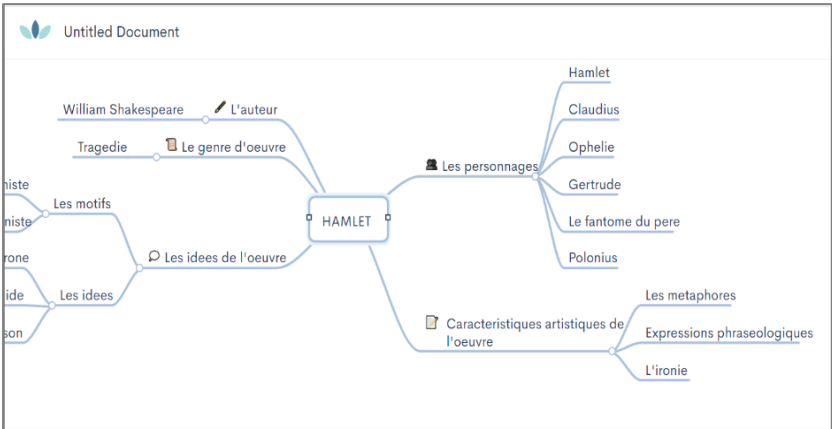 Untitled Document
William Shakespeare
L'auteur
Tragedie
Le genre d'oeuvre
Les motifs
Les idees de l'oeuvre
Les idees
HAMLET
Les personnages
Hamlet
Claudius
Ophelie
Gertrude
Le fantome du pere
Polonius
Caracteristiques artistiques de
l'oeuvre
Les metaphores
Expressions phraseologiques
L'ironie